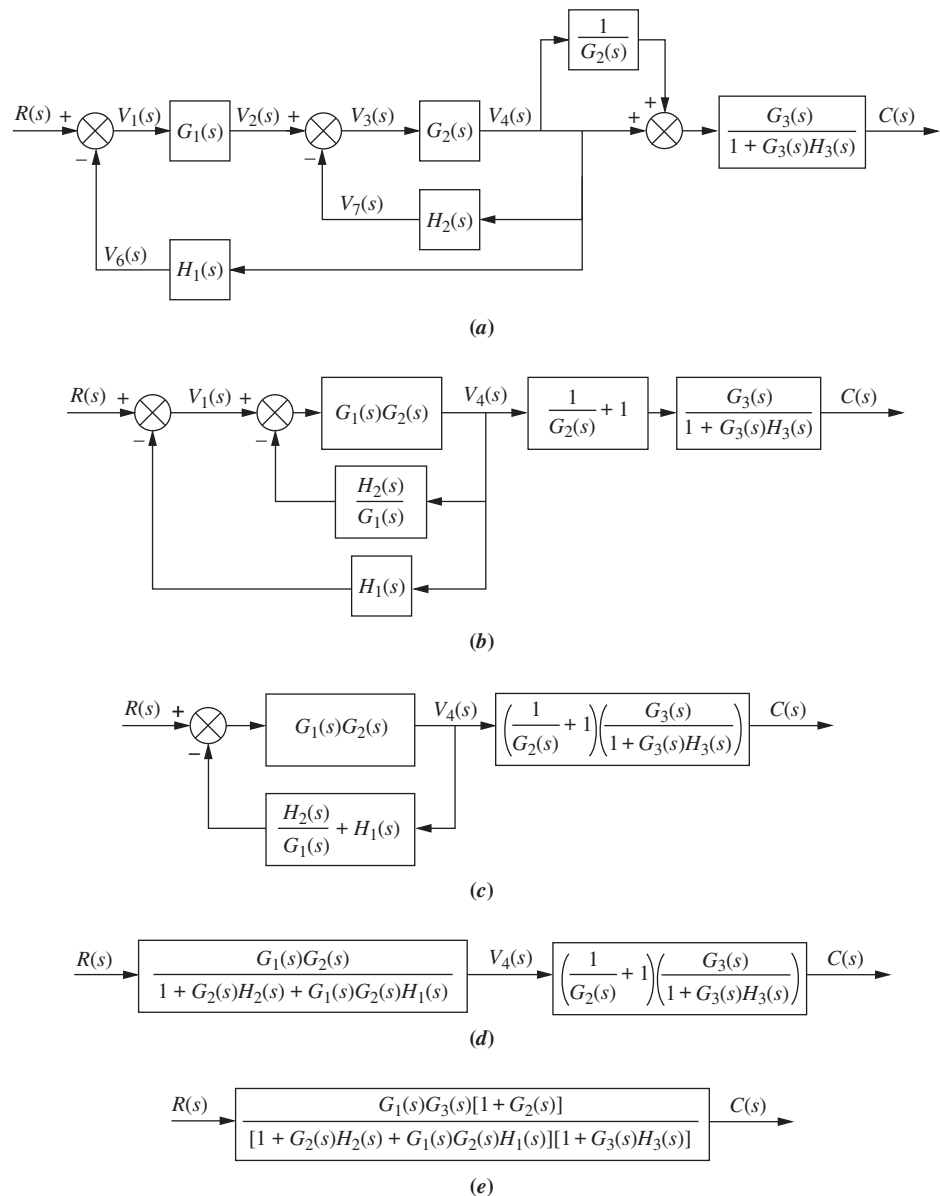 1
G2(s)
R(s) + V1(s) G1(s) V2(s) + V3(s) G2(s) V4(s) + + G3(s) C(s)
− − 1 + G3(s)H3(s)
V7(s) H2(s)
V6(s) H1(s)
(a)
R(s) + V1(s) + G1(s)G2(s) V4(s) 1 + 1 G3(s) C(s)
− − G2(s) 1 + G3(s)H3(s)
H2(s)
G1(s)
H1(s)
(b)
R(s) + G1(s)G2(s) V4(s) (1 + 1)(G3(s)) C(s)
− G2(s) 1 + G3(s)H3(s)
H2(s) + H1(s)
G1(s)
(c)
R(s) G1(s)G2(s) V4(s) (1 + 1)(G3(s)) C(s)
1 + G2(s)H2(s) + G1(s)G2(s)H1(s) G2(s) 1 + G3(s)H3(s)
(d)
R(s) G1(s)G3(s)[1 + G2(s)] C(s)
[1 + G2(s)H2(s) + G1(s)G2(s)H1(s)][1 + G3(s)H3(s)]
(e)